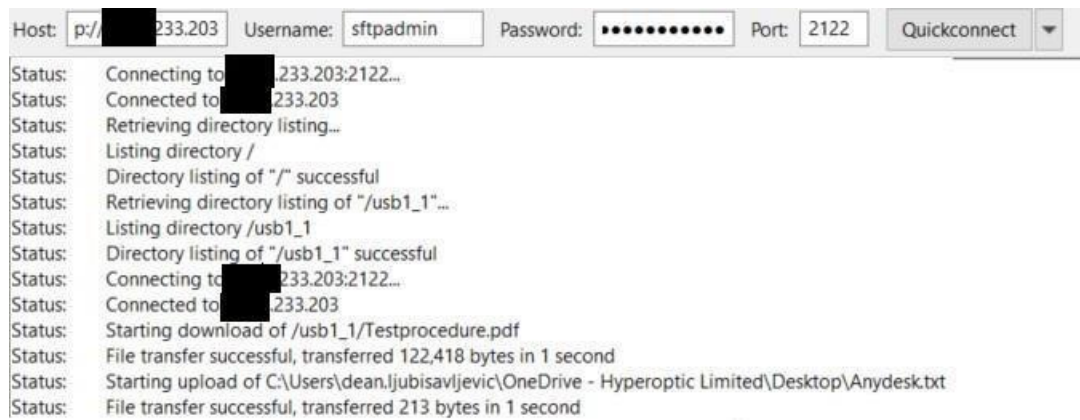 Host: p:// 233.203 Username: sftpadmin Password: ●●●●●●●●●●● Port: 2122 Quickconnect
Status: Connecting to .233.203:2122...
Status: Connected to .233.203
Status: Retrieving directory listing...
Status: Listing directory /
Status: Directory listing of "/" successful
Status: Retrieving directory listing of "/usb1_1"...
Status: Listing directory /usb1_1
Status: Directory listing of "/usb1_1" successful
Status: Connecting to 233.203:2122...
Status: Connected to .233.203
Status: Starting download of /usb1_1/Testprocedure.pdf
Status: File transfer successful, transferred 122,418 bytes in 1 second
Status: Starting upload of C:\Users\dean.ljubisavljevic\OneDrive - Hyperoptic Limited\Desktop\Anydesk.txt
Status: File transfer successful, transferred 213 bytes in 1 second